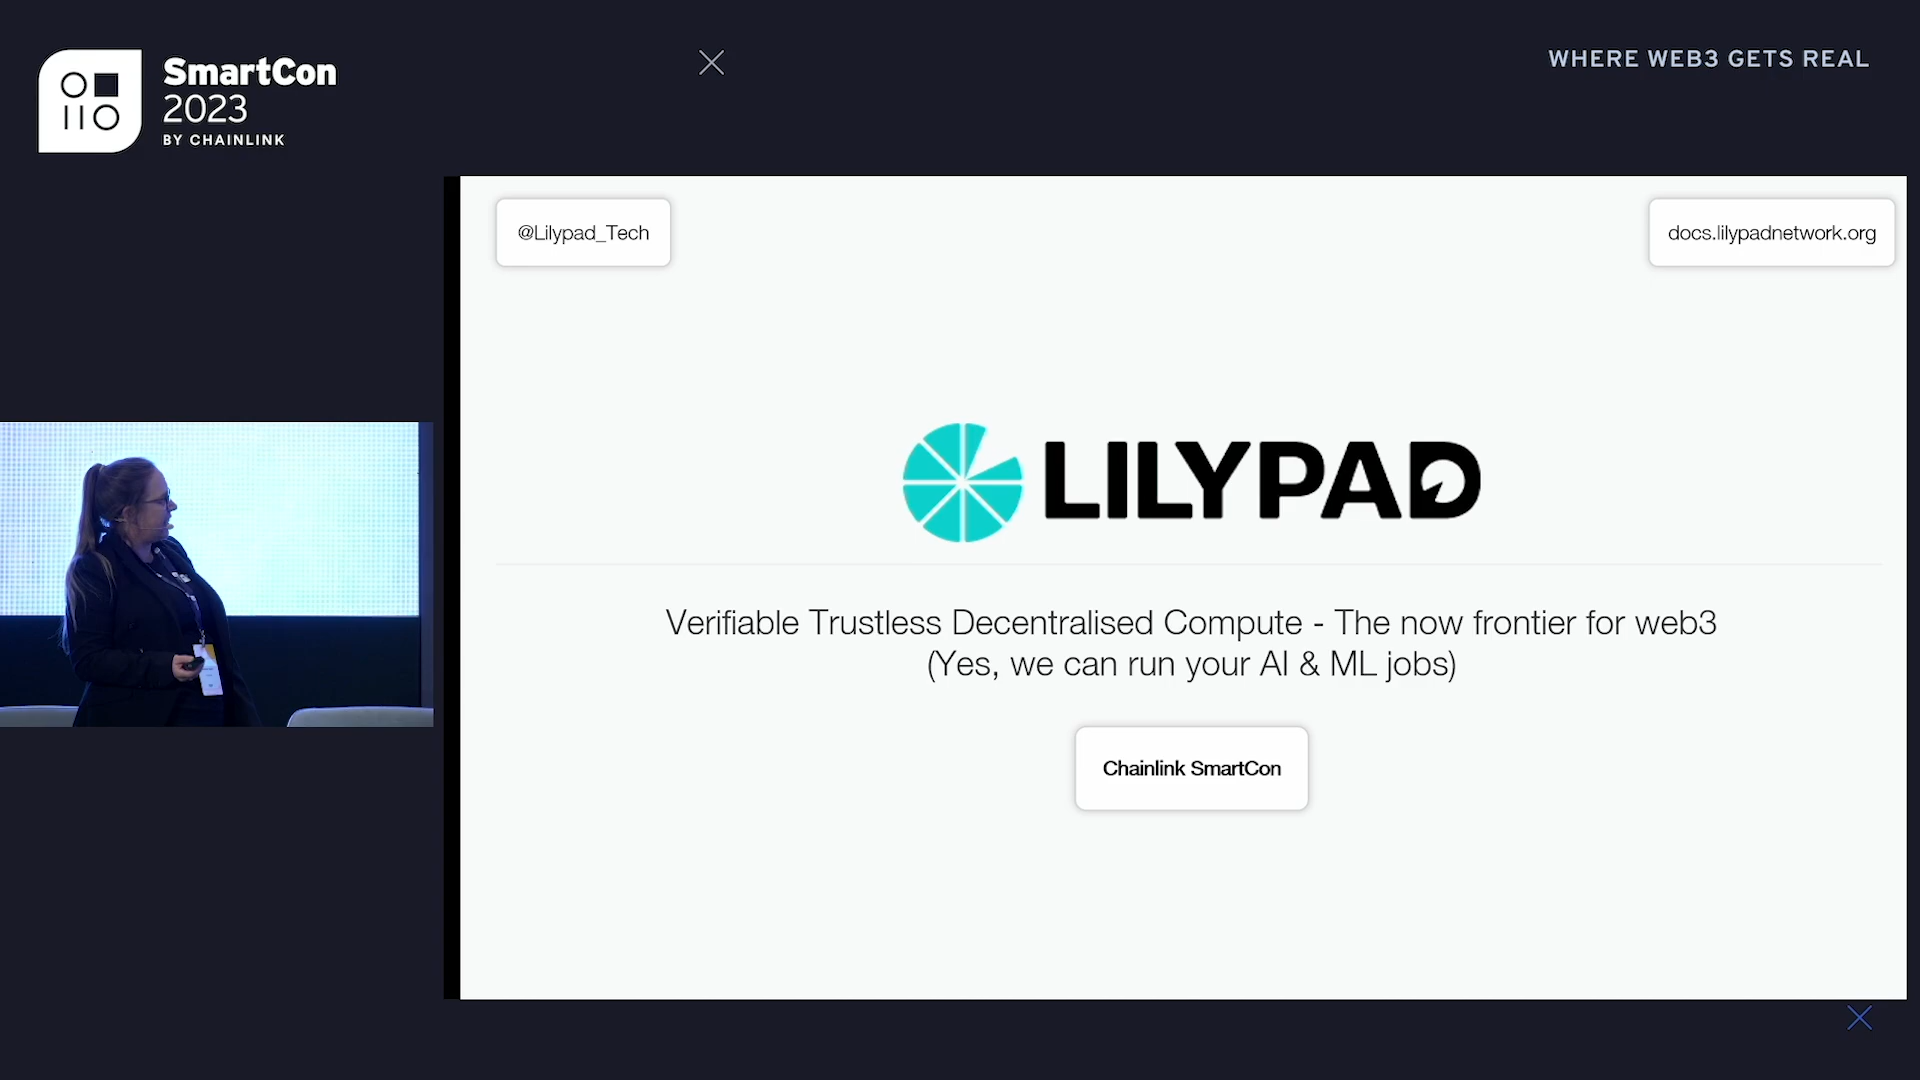 SmartCon
2023
BY CHAINLINK
WHERE WEB3 GETS REAL
@Lilypad_Tech
docs.lilypadnetwork.org
LILYPAD
Verifiable Trustless Decentralised Compute - The now frontier for web3
(Yes, we can run your AI & ML jobs)
Chainlink SmartCon